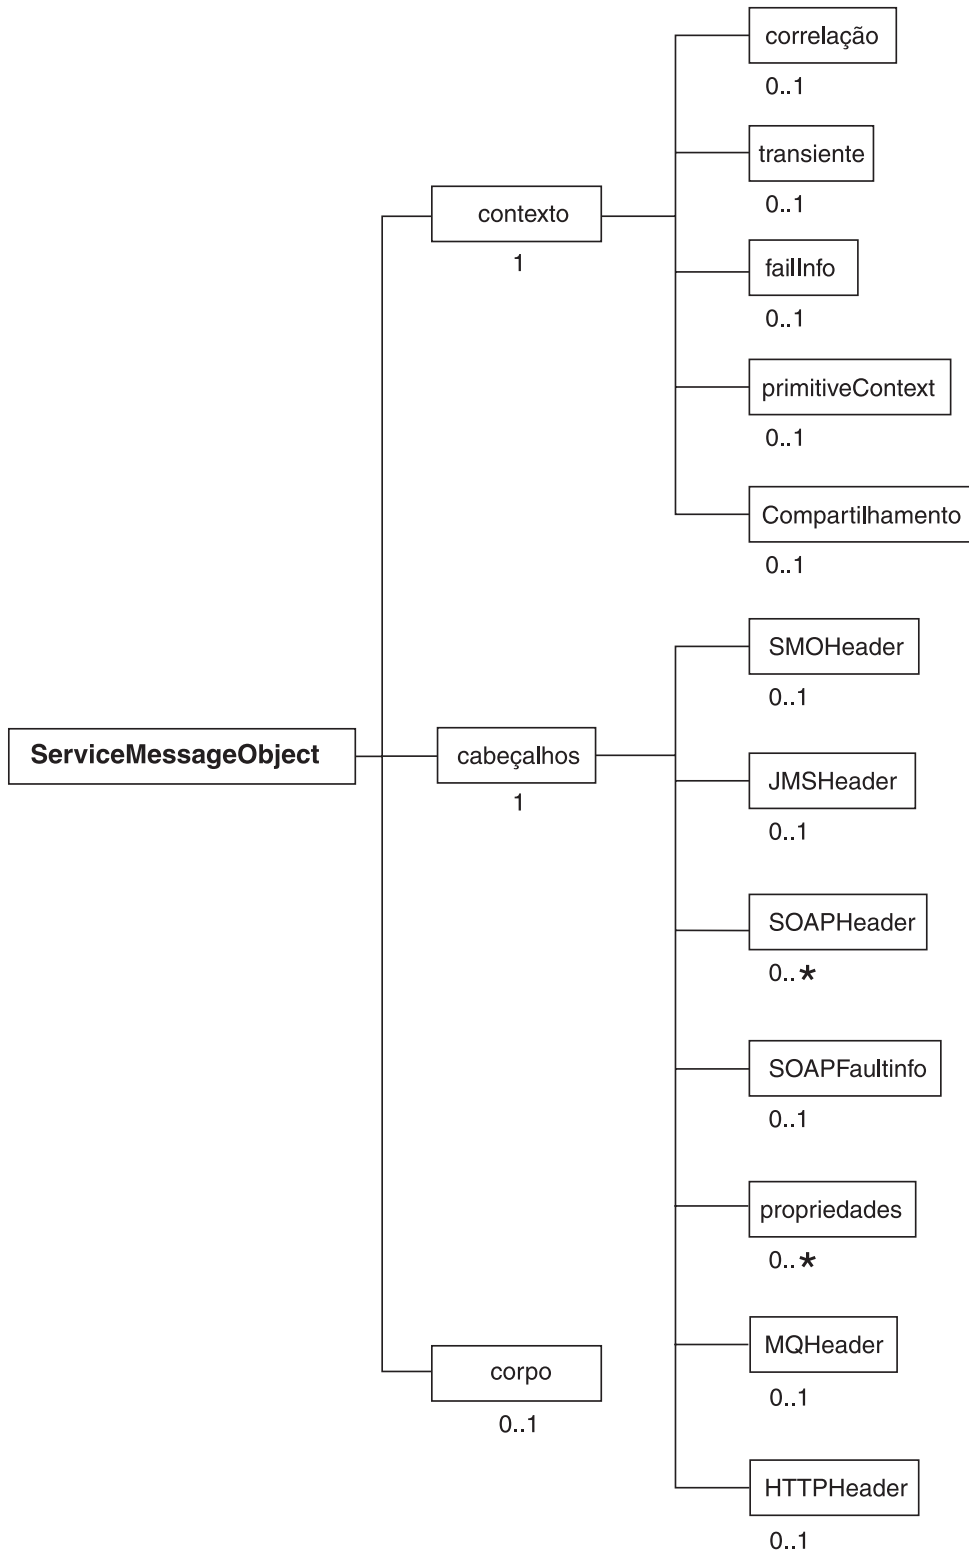 correlação
0..1
transiente
0..1
contexto
1
failInfo
0..1
primitiveContext
0..1
Compartilhamento
0..1
SMOHeader
0..1
ServiceMessageObject
cabeçalhos
1
JMSHeader
0..1
SOAPHeader
0..*
SOAPFaultinfo
0..1
propriedades
0..*
MQHeader
0..1
corpo
0..1
HTTPHeader
0..1